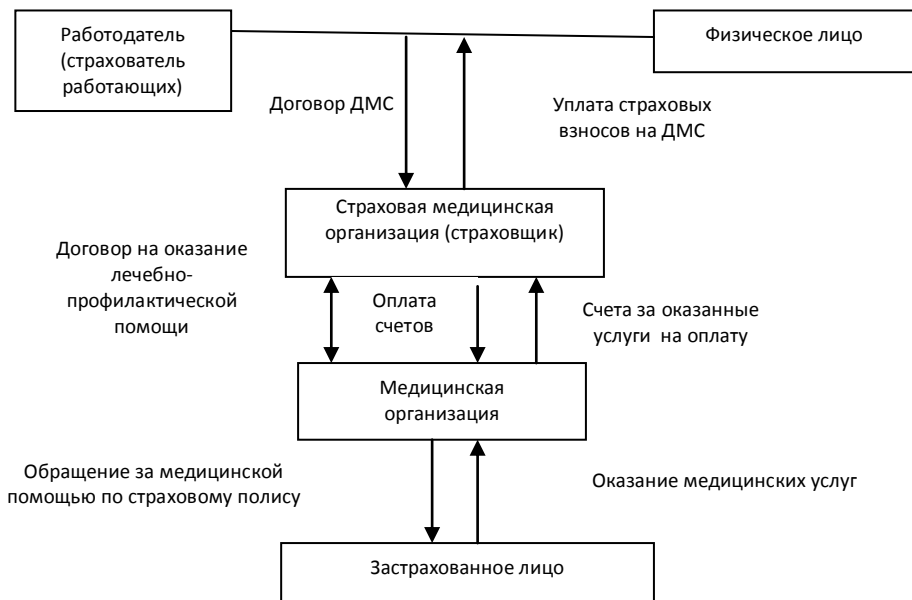 Работодатель
(страхователь
работающих)
Физическое лицо
Договор ДМС
Уплата страховых
взносов на ДМС
Страховая медицинская
организация (страховщик)
Договор на оказание
лечебно-
профилактической
помощи
Оплата
счетов
Счета за оказанные
услуги на оплату
Медицинская
организация
Обращение за медицинской
помощью по страховому полису
Оказание медицинских услуг
Застрахованное лицо